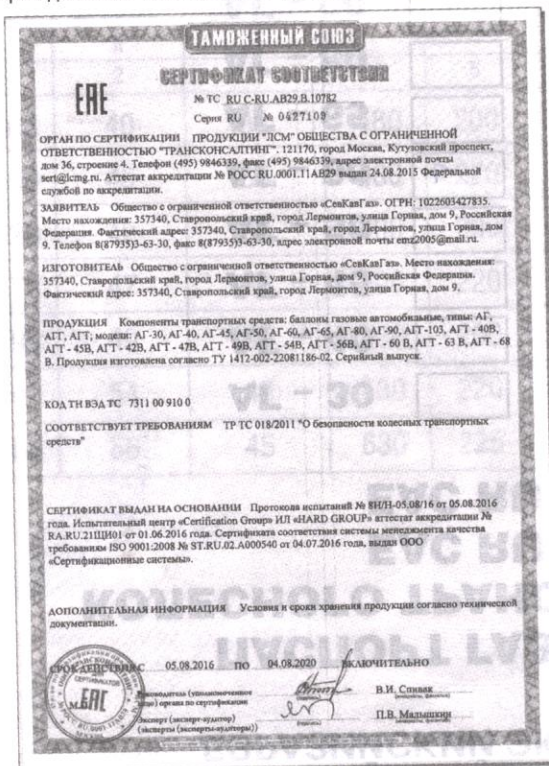 ТАМОЖЕННЫЙ СОЮЗ
СЕРТИФИКАТ СООТВЕТСТВИЯ
ЕАС
№ ТС RU C-RU.АВ29.В.10782
Серия RU № 0427109
ОРГАН ПО СЕРТИФИКАЦИИ ПРОДУКЦИИ "ЛСМ" ОБЩЕСТВА С ОГРАНИЧЕННОЙ
ОТВЕТСТВЕННОСТЬЮ "ТРАНСКОНСАЛТИНГ". 121170, город Москва, Кутузовский проспект,
дом 36, строение 4. Телефон (495) 9846339, факс (495) 9846339, адрес электронной почты
sert@lcmg.ru. Аттестат аккредитации № РОСС RU.0001.11АВ29 выдан 24.08.2015 Федеральной
службой по аккредитации.
ЗАЯВИТЕЛЬ Общество с ограниченной ответственностью «СевКавГаз». ОГРН: 1022603427835.
Место нахождения: 357340, Ставропольский край, город Лермонтов, улица Горная, дом 9, Российская
Федерация. Фактический адрес: 357340, Ставропольский край, город Лермонтов, улица Горная, дом
9. Телефон 8(87935)3-63-30, факс 8(87935)3-63-30, адрес электронной почты emz2005@mail.ru.
ИЗГОТОВИТЕЛЬ Общество с ограниченной ответственностью «СевКавГаз». Место нахождения:
357340, Ставропольский край, город Лермонтов, улица Горная, дом 9, Российская Федерация.
Фактический адрес: 357340, Ставропольский край, город Лермонтов, улица Горная, дом 9.
ПРОДУКЦИЯ Компоненты транспортных средств: баллоны газовые автомобильные, типы: АГ,
АГТ, АГТ; модели: АГ-30, АГ-40, АГ-45, АГ-50, АГ-60, АГ-65, АГ-80, АГ-90, АГТ-103, АГТ - 40В,
АГТ - 45В, АГТ - 42В, АГТ - 47В, АГТ - 49В, АГТ - 54В, АГТ - 56В, АГТ - 60 В, АГТ - 63 В, АГТ - 68
В. Продукция изготовлена согласно ТУ 1412-002-22081186-02. Серийный выпуск.
КОД ТН ВЭД ТС 7311 00 910 0
СООТВЕТСТВУЕТ ТРЕБОВАНИЯМ ТР ТС 018/2011 "О безопасности колесных транспортных
средств"
СЕРТИФИКАТ ВЫДАН НА ОСНОВАНИИ Протокола испытаний № 8И/Н-05.08/16 от 05.08.2016
года. Испытательный центр «Certification Group» ИЛ «HARD GROUP» аттестат аккредитации №
RA.RU.21ЩИ01 от 01.06.2016 года. Сертификата соответствия системы менеджмента качества
требованиям ISO 9001:2008 № ST.RU.02.A000540 от 04.07.2016 года, выдан ООО
«Сертификационные системы».
ДОПОЛНИТЕЛЬНАЯ ИНФОРМАЦИЯ Условия и сроки хранения продукции согласно технической
документации.
СРОК ДЕЙСТВИЯ С 05.08.2016 ПО 04.08.2020 ВКЛЮЧИТЕЛЬНО
Руководитель (уполномоченное
лицо) органа по сертификации
В.И. Спивак
Эксперт (эксперт-аудитор)
(эксперты (эксперты-аудиторы))
П.В. Малышкин